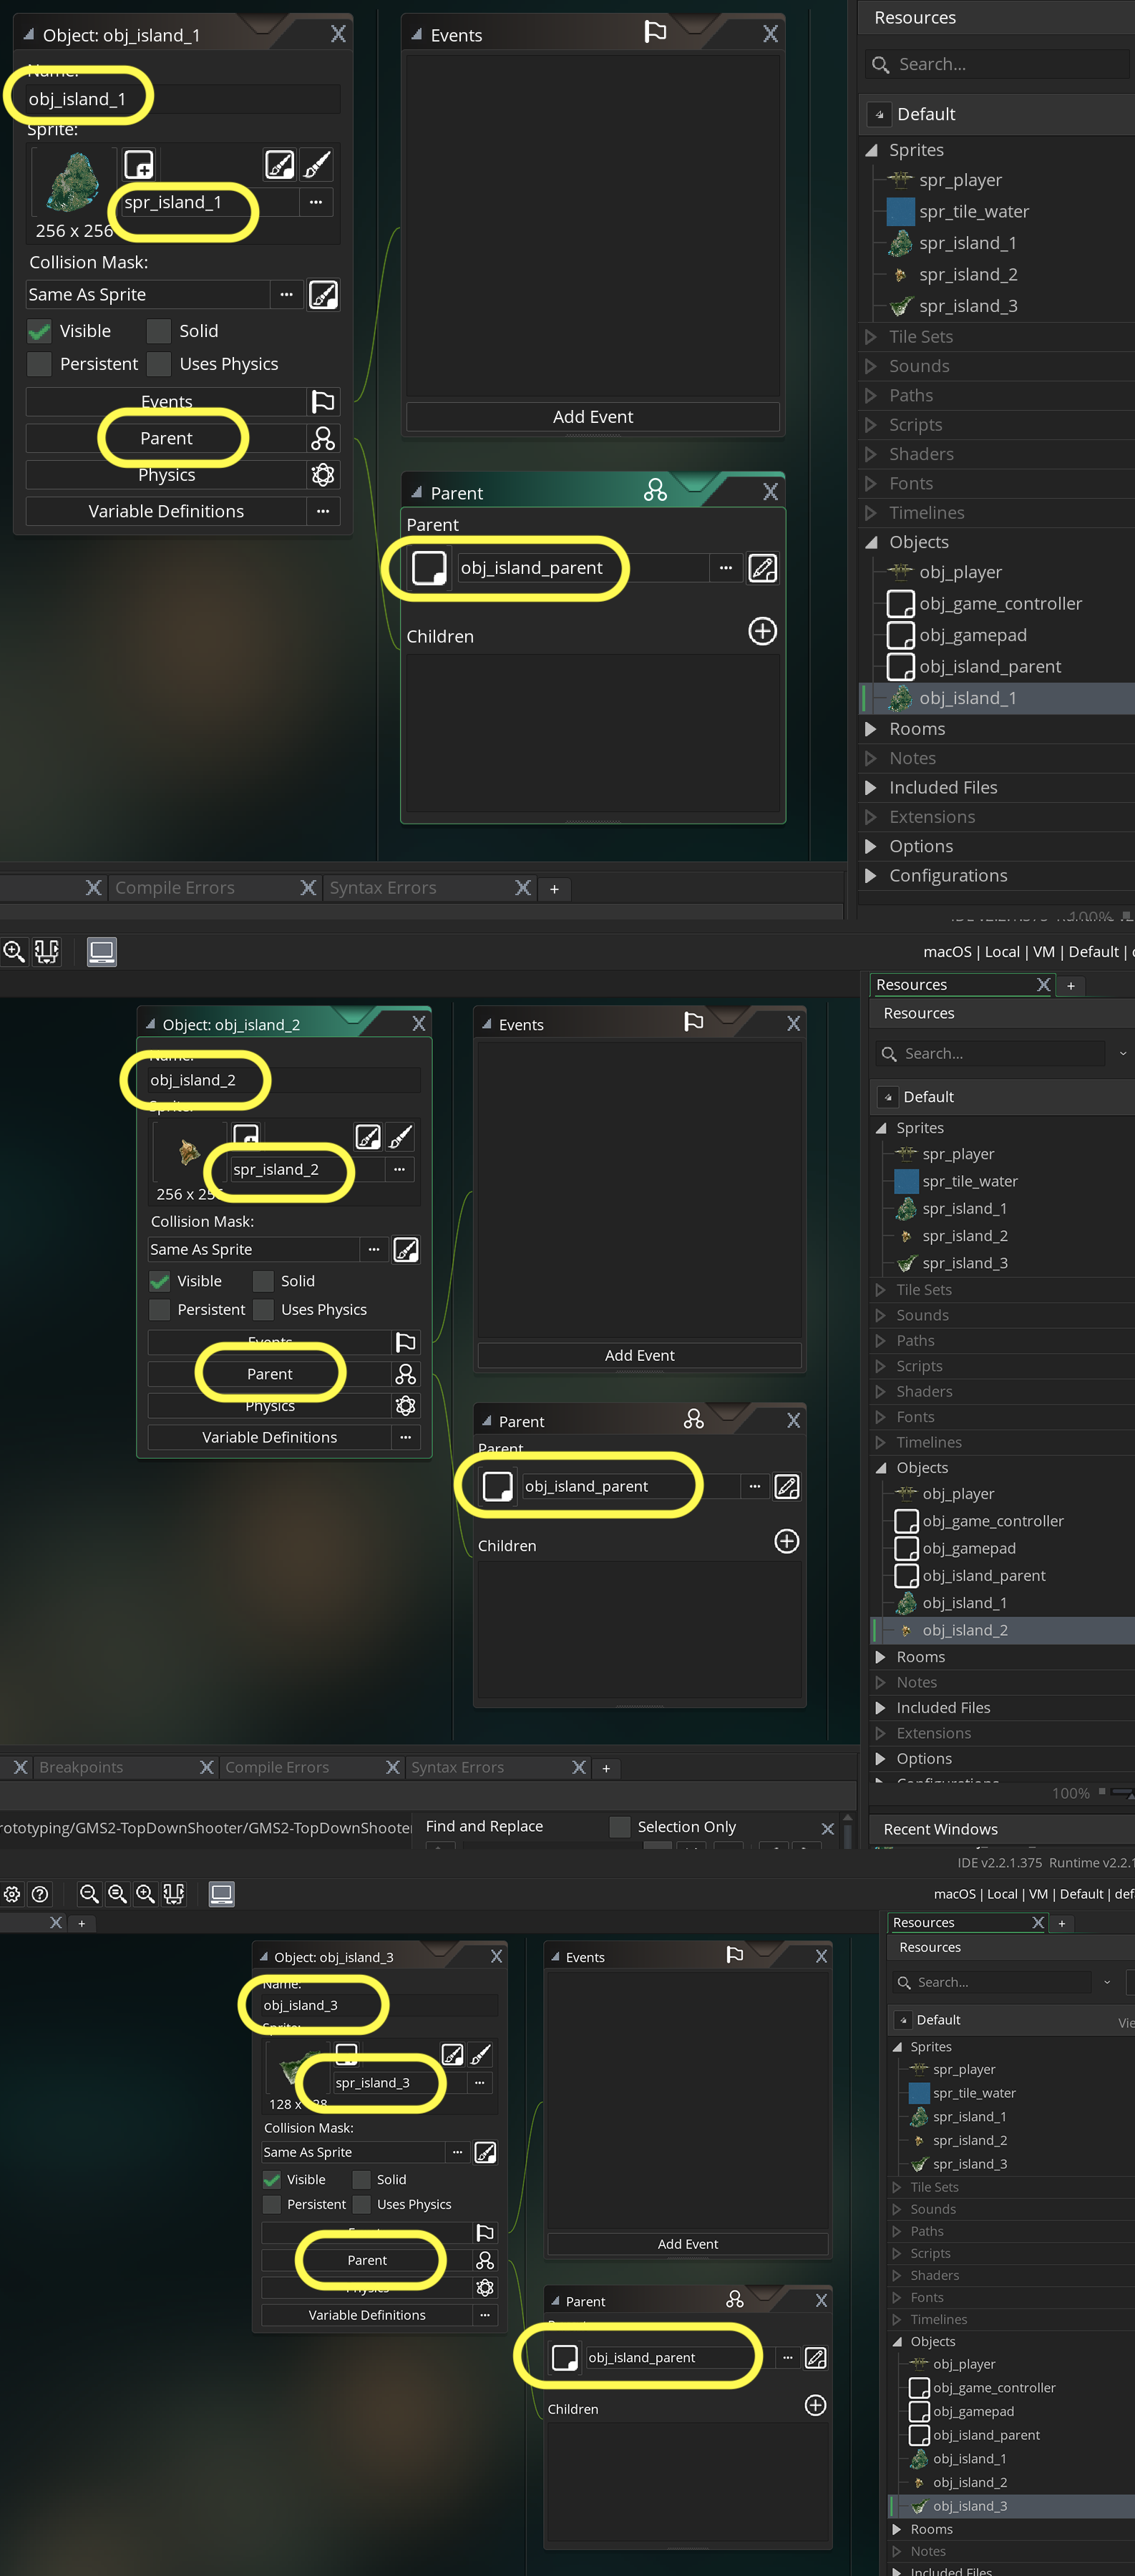 Object: obj_island_1
Name:
obj_island_1
Sprite:
spr_island_1
256 x 256
Collision Mask:
Same As Sprite
Visible
Solid
Persistent
Uses Physics
Events
Parent
Physics
Variable Definitions
Events
Add Event
Parent
Parent
obj_island_parent
Children
Compile Errors
Syntax Errors
Resources
Search...
Default
Sprites
spr_player
spr_tile_water
spr_island_1
spr_island_2
spr_island_3
Tile Sets
Sounds
Paths
Scripts
Shaders
Fonts
Timelines
Objects
obj_player
obj_game_controller
obj_gamepad
obj_island_parent
obj_island_1
Rooms
Notes
Included Files
Extensions
Options
Configurations
100%
macOS | Local | VM | Default |
Object: obj_island_2
Name:
obj_island_2
Sprite:
spr_island_2
256 x 256
Collision Mask:
Same As Sprite
Visible
Solid
Persistent
Uses Physics
Events
Parent
Physics
Variable Definitions
Events
Add Event
Parent
Parent
obj_island_parent
Children
Breakpoints
Compile Errors
Syntax Errors
rototyping/GMS2-TopDownShooter/GMS2-TopDownShooter
Find and Replace
Selection Only
Resources
Resources
Search...
Default
Sprites
spr_player
spr_tile_water
spr_island_1
spr_island_2
spr_island_3
Tile Sets
Sounds
Paths
Scripts
Shaders
Fonts
Timelines
Objects
obj_player
obj_game_controller
obj_gamepad
obj_island_parent
obj_island_1
obj_island_2
Rooms
Notes
Included Files
Extensions
Options
Configurations
100%
Recent Windows
IDE v2.2.1.375 Runtime v2.2.1
macOS | Local | VM | Default | def
Object: obj_island_3
Name:
obj_island_3
Sprite:
spr_island_3
128 x 128
Collision Mask:
Same As Sprite
Visible
Solid
Persistent
Uses Physics
Parent
Physics
Variable Definitions
Events
Add Event
Parent
obj_island_parent
Children
Resources
Resources
Search...
Default
Vie
Sprites
spr_player
spr_tile_water
spr_island_1
spr_island_2
spr_island_3
Tile Sets
Sounds
Paths
Scripts
Shaders
Fonts
Timelines
Objects
obj_player
obj_game_controller
obj_gamepad
obj_island_parent
obj_island_1
obj_island_2
obj_island_3
Rooms
Notes
Included Files